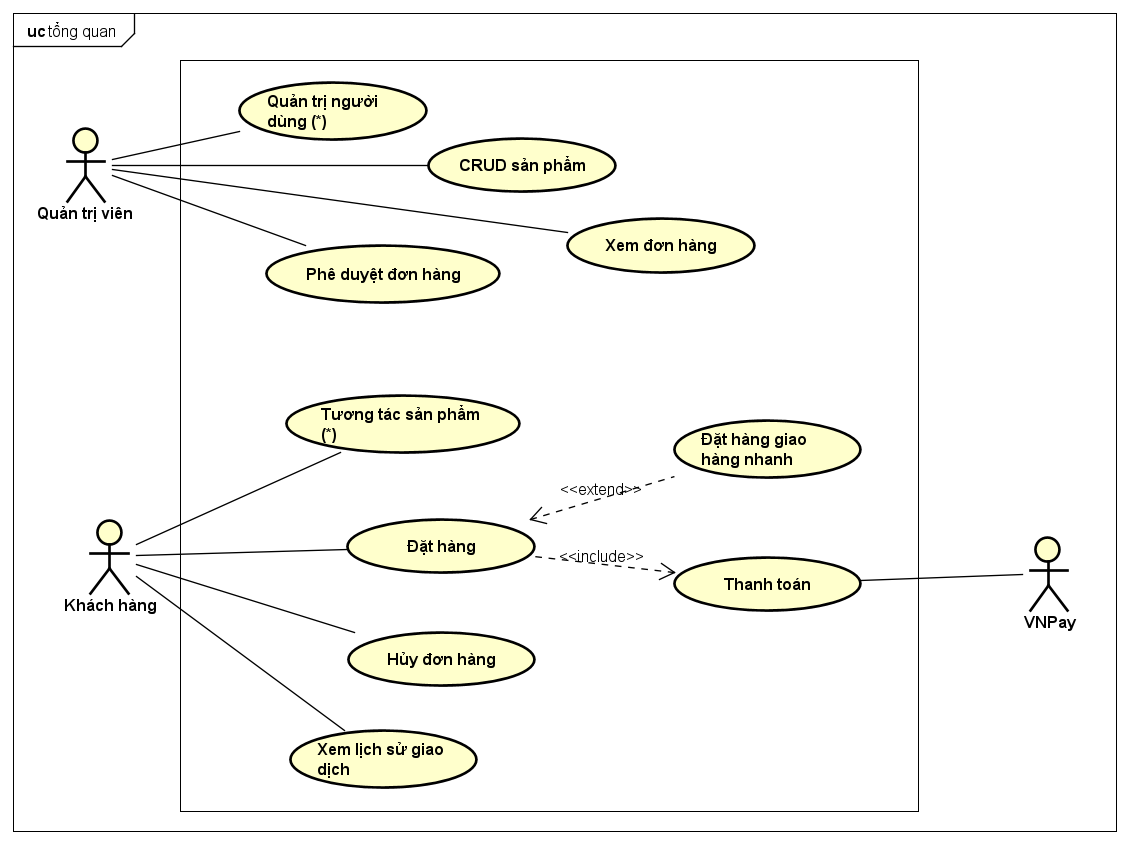 uc tổng quan
Quản trị người
dùng (*)
CRUD sản phẩm
Quản trị viên
Xem đơn hàng
Phê duyệt đơn hàng
Tương tác sản phẩm
(*)
Đặt hàng giao
hàng nhanh
<<extend>>
Đặt hàng
<<include>>
Thanh toán
Khách hàng
VNPay
Hủy đơn hàng
Xem lịch sử giao
dịch